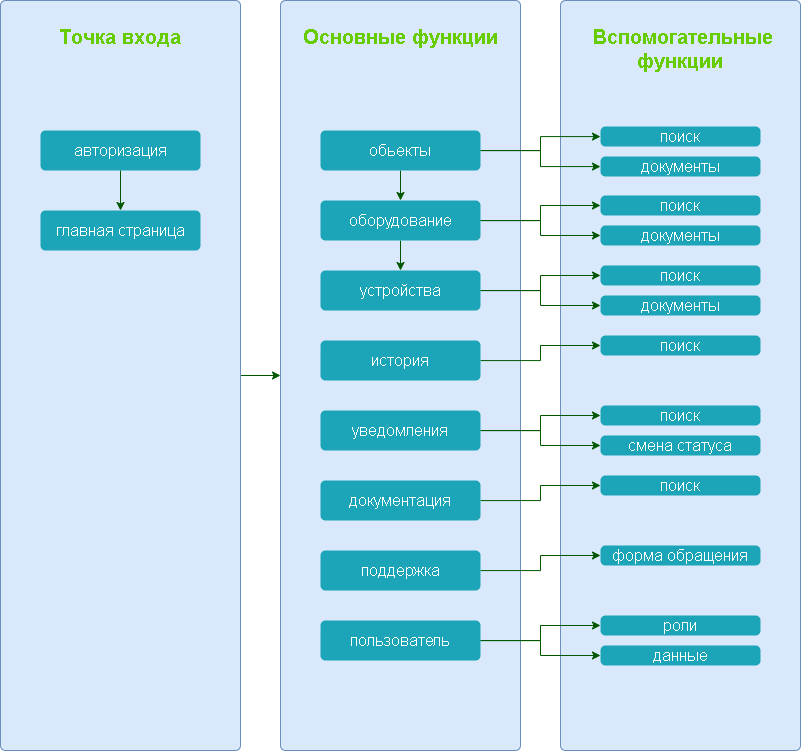 Точка входа
авторизация
главная страница
Основные функции
обьекты
оборудование
устройства
история
уведомления
документация
поддержка
пользователь
Вспомогательные
функции
поиск
документы
поиск
документы
поиск
документы
поиск
поиск
смена статуса
поиск
форма обращения
роли
данные